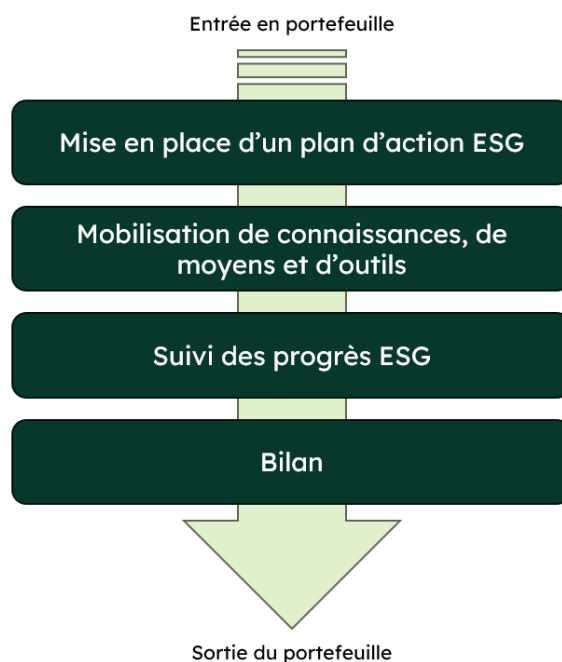 Entrée en portefeuille
Mise en place d’un plan d’action ESG
Mobilisation de connaissances, de
moyens et d’outils
Suivi des progrès ESG
Bilan
Sortie du portefeuille